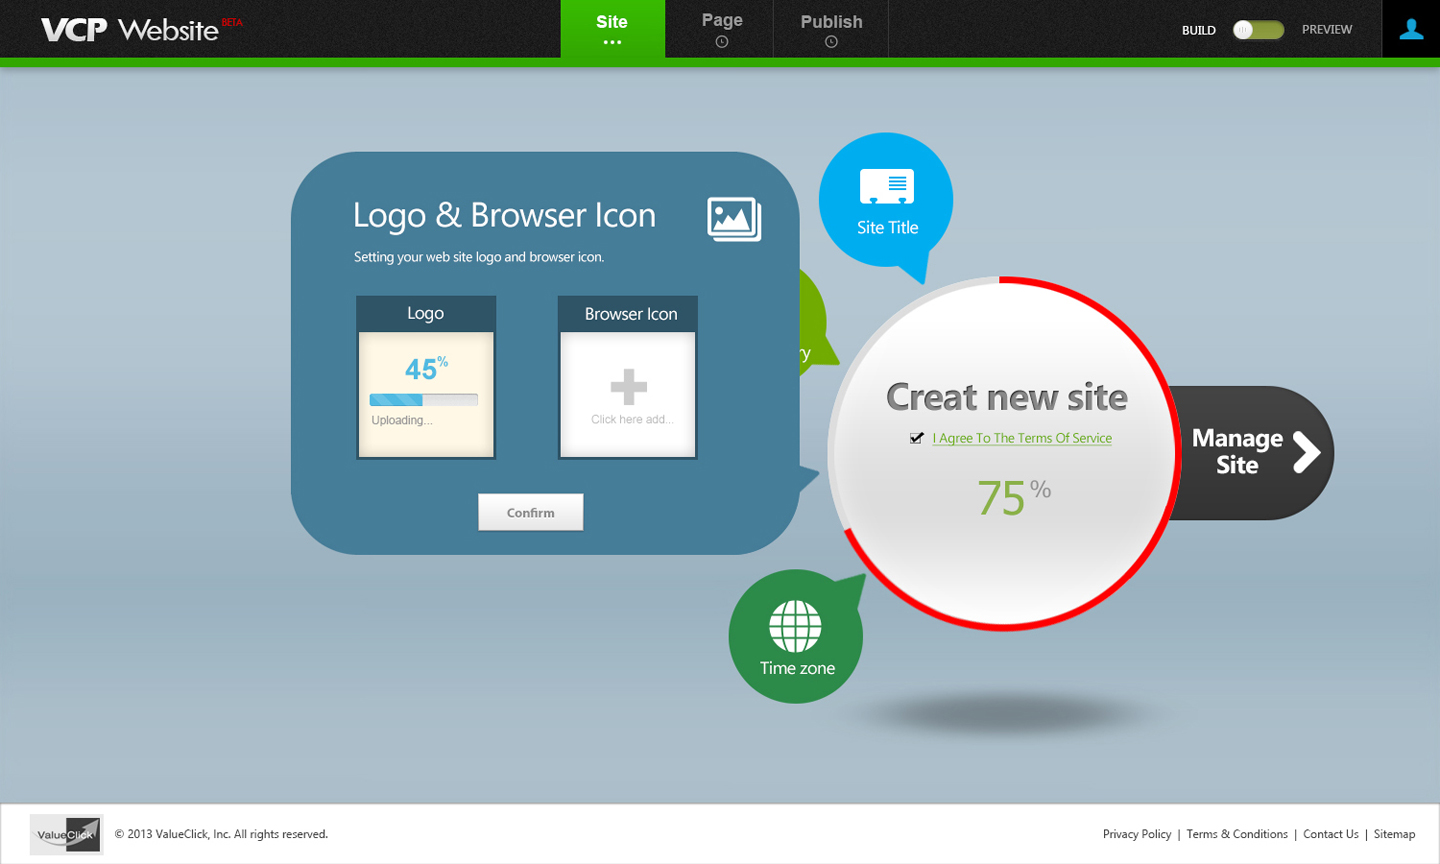 VCP Website BETA
Site
Page
Publish
BUILD
PREVIEW
Logo & Browser Icon
Setting your web site logo and browser icon.
Logo
Browser Icon
45%
Uploading...
Click here add...
Confirm
Site Title
ry
Creat new site
I Agree To The Terms Of Service
75%
Manage
Site
Time zone
ValueClick
© 2013 ValueClick, Inc. All rights reserved.
Privacy Policy | Terms & Conditions | Contact Us | Sitemap